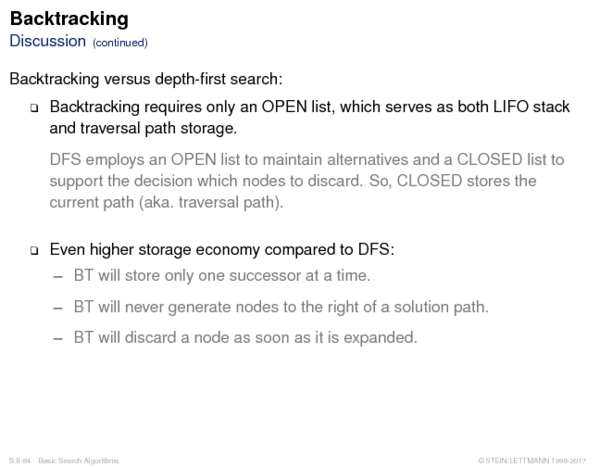 Backtracking
Discussion (continued)
Backtracking versus depth-first search:
❑ Backtracking requires only an OPEN list, which serves as both LIFO stack
and traversal path storage.
DFS employs an OPEN list to maintain alternatives and a CLOSED list to
support the decision which nodes to discard. So, CLOSED stores the
current path (aka. traversal path).
❑ Even higher storage economy compared to DFS:
– BT will store only one successor at a time.
– BT will never generate nodes to the right of a solution path.
– BT will discard a node as soon as it is expanded.
S:II-84 Basic Search Algorithms
© STEIN/LETTMANN 1998-2017